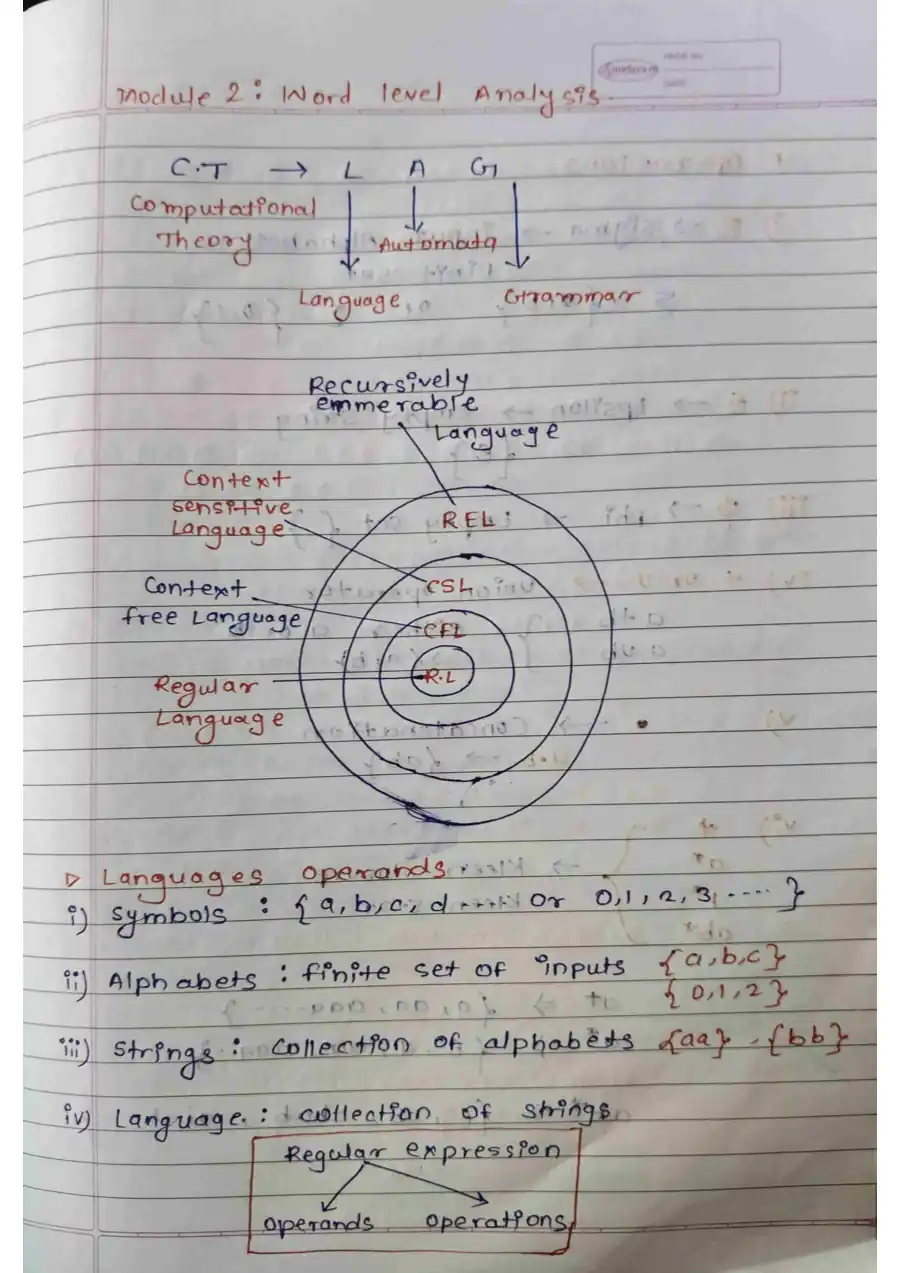 Module 2 : Word level Analysis.
C.T → L A G
Computational
Theory
Automata
Language Grammar
Recursively
emmerable
Language
Context
sensitive
Language
REL
CSL
Context
free Language
CFL
R.L
Regular
Language
▷ Languages operands
i) Symbols : { a, b, c, d ..... or 0, 1, 2, 3, .... }
ii) Alphabets : finite set of inputs {a, b, c}
{ 0, 1, 2 }
iii) Strings : Collection of alphabets {aa} , {bb}
iv) Language : collection of strings
Regular expression
operands operations